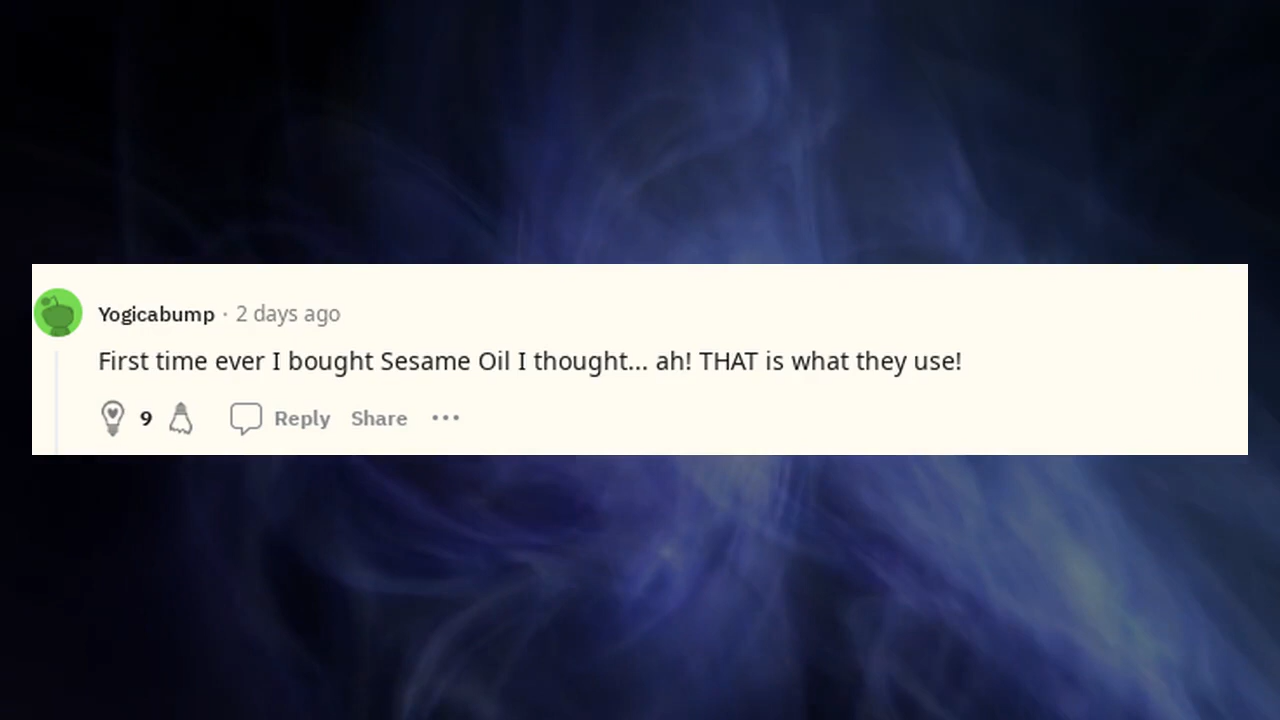 Yogicabump · 2 days ago
First time ever I bought Sesame Oil I thought... ah! THAT is what they use!
9 Reply Share ···